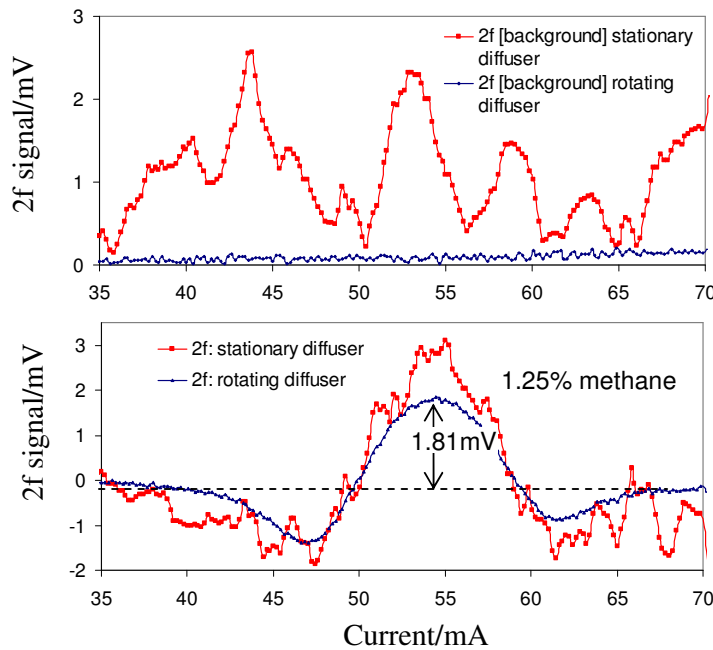 3
2f [background] stationary
diffuser
2f [background] rotating
diffuser
2
1
0
2f signal/mV
35 40 45 50 55 60 65 70
3
2f: stationary diffuser
2f: rotating diffuser
1.25% methane
2
1.81mV
1
0
-1
-2
2f signal/mV
35 40 45 50 55 60 65 70
Current/mA